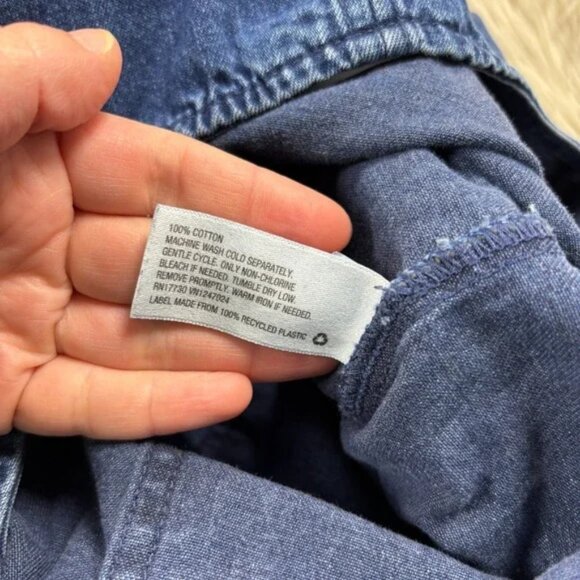 100% COTTON
MACHINE WASH COLD SEPARATELY.
GENTLE CYCLE. ONLY NON-CHLORINE
BLEACH IF NEEDED. TUMBLE DRY LOW.
REMOVE PROMPTLY. WARM IRON IF NEEDED.
RN17730 VN1247024
LABEL MADE FROM 100% RECYCLED PLASTIC